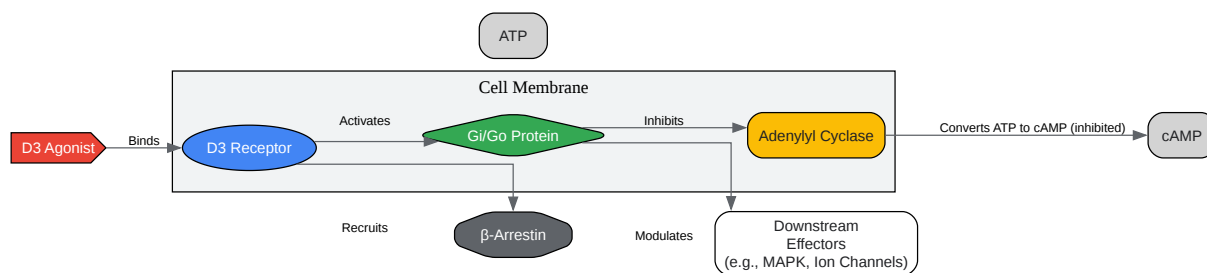 ATP
Cell Membrane
D3 Agonist
Binds
D3 Receptor
Activates
Gi/Go Protein
Inhibits
Adenylyl Cyclase
Converts ATP to cAMP (inhibited)
cAMP
Recruits
β-Arrestin
Modulates
Downstream
Effectors
(e.g., MAPK, Ion Channels)